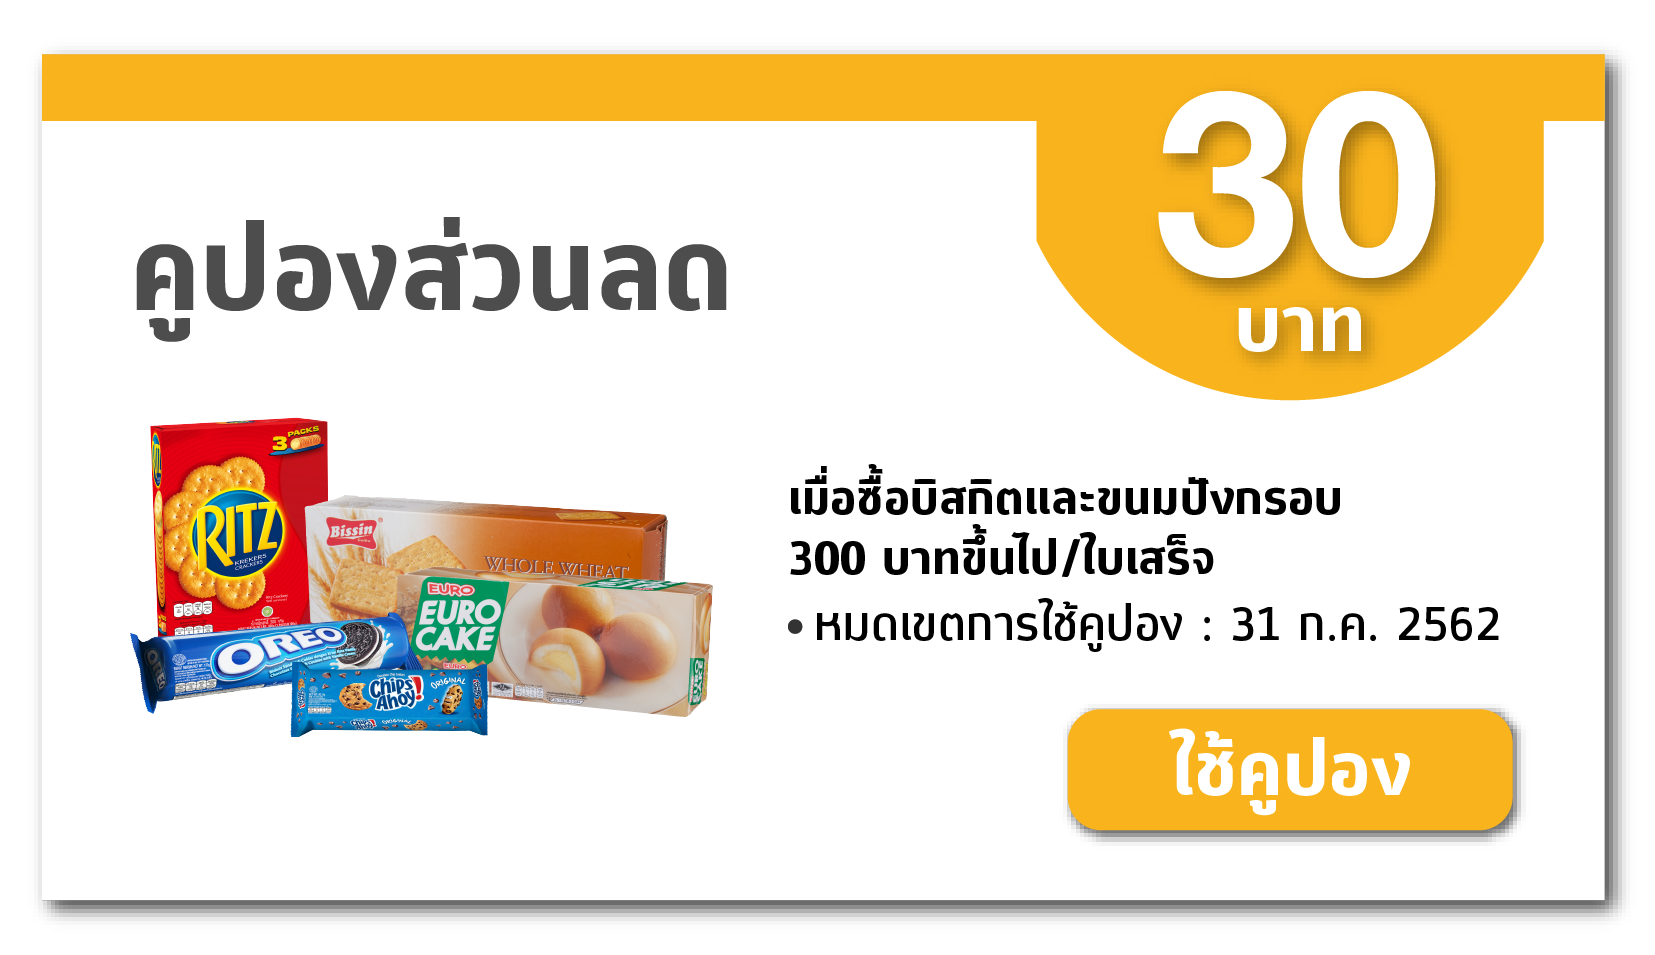 30
บาท
คูปองส่วนลด
เมื่อซื้อบิสกิตและขนมปังกรอบ
300 บาทขึ้นไป/ใบเสร็จ
• หมดเขตการใช้คูปอง : 31 ก.ค. 2562
ใช้คูปอง
3 PACKS
RITZ
KREKERS
CRACKERS
Bissin
WHOLE WHEAT
EURO
EURO
CAKE
EURO
OREO
OREO
Chips
Ahoy!
ORIGINAL